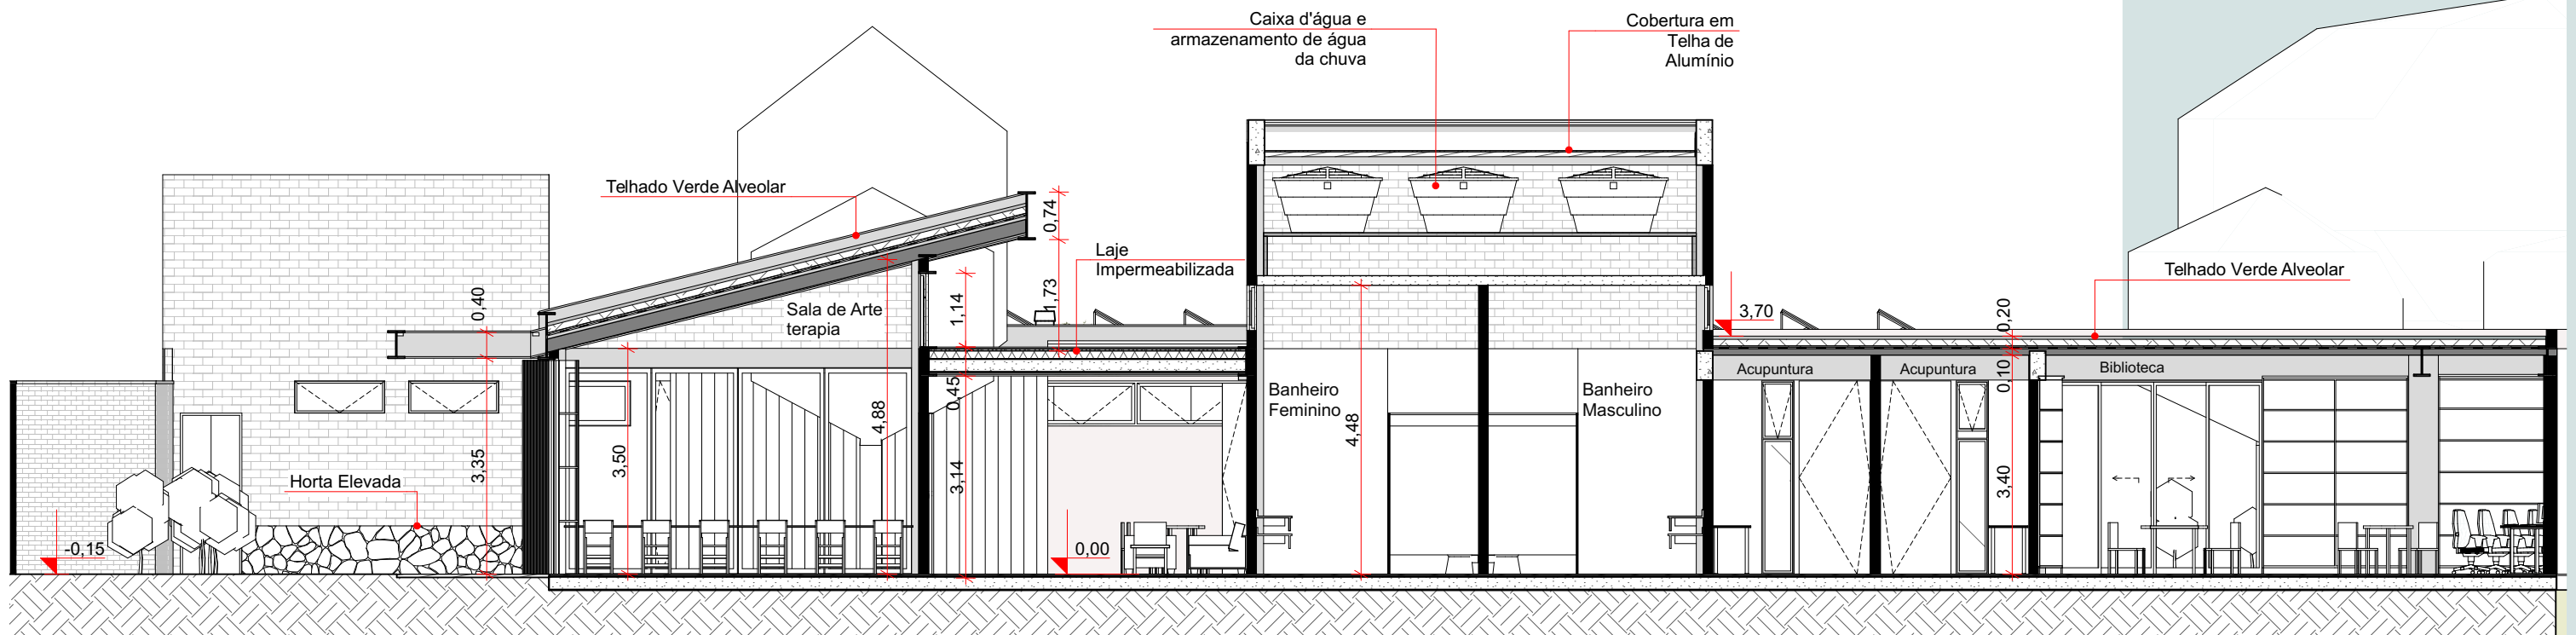 Caixa d'água e
armazenamento de água
da chuva
Cobertura em
Telha de
Alumínio
Telhado Verde Alveolar
0,74
Laje
Impermeabilizada
1,73
Telhado Verde Alveolar
0,40
Sala de Arte
terapia
1,14
3,70
0,20
0,10
Acupuntura
Acupuntura
Biblioteca
0,45
4,88
Banheiro
Feminino
4,48
Banheiro
Masculino
3,35
3,50
3,14
3,40
Horta Elevada
-0,15
0,00